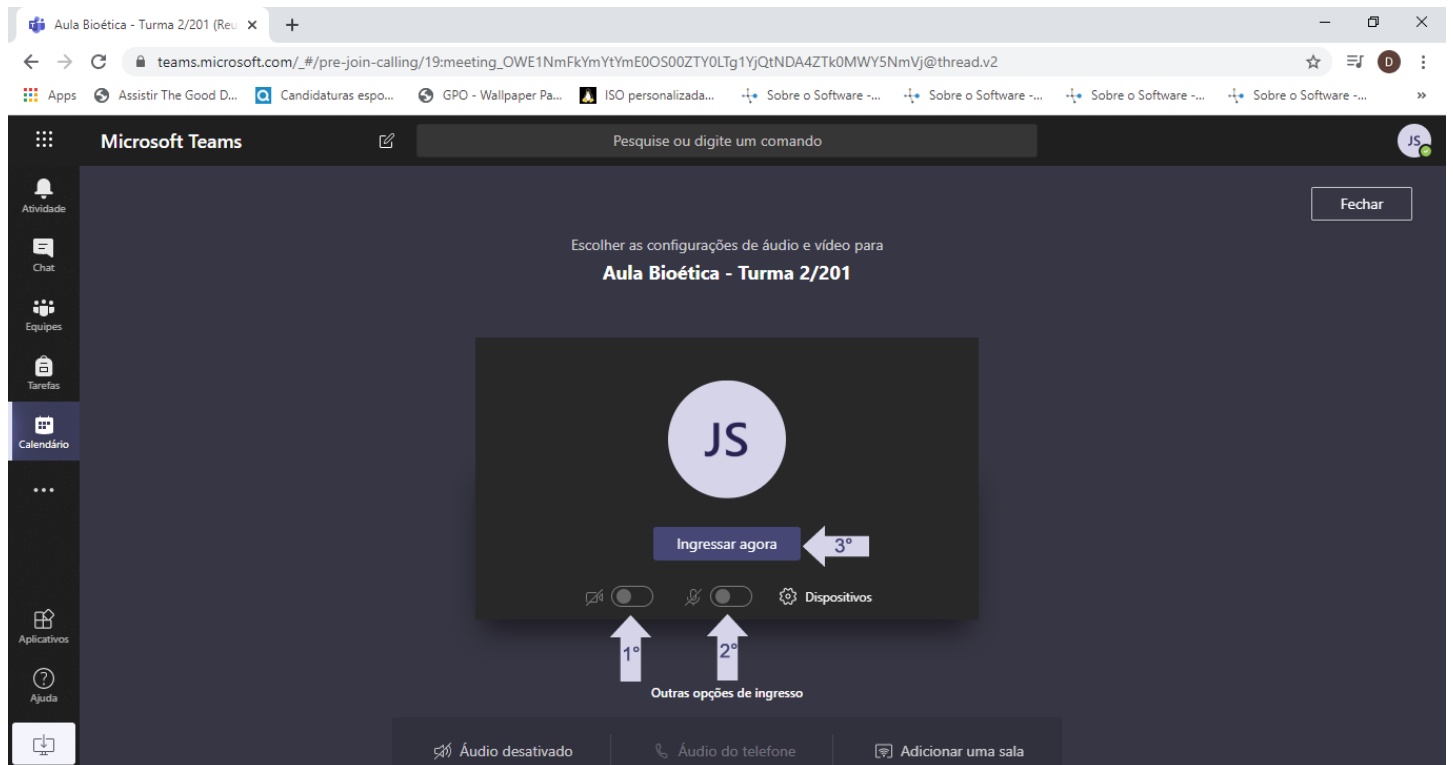 Aula Bioética - Turma 2/201 (Reu
teams.microsoft.com/_#/pre-join-calling/19:meeting_OWE1NmFkYmYtYmE0OS00ZTY0LTg1YjQtNDA4ZTk0MWY5NmVj@thread.v2
D
Apps
Assistir The Good D...
Candidaturas espo...
GPO - Wallpaper Pa...
ISO personalizada...
Sobre o Software -...
Sobre o Software -...
Sobre o Software -...
Sobre o Software -...
Microsoft Teams
Pesquise ou digite um comando
JS
Atividade
Chat
Equipes
Tarefas
Calendário
Aplicativos
Ajuda
Fechar
Escolher as configurações de áudio e vídeo para
Aula Bioética - Turma 2/201
JS
Ingressar agora
3°
Dispositivos
1°
2°
Outras opções de ingresso
Áudio desativado
Áudio do telefone
Adicionar uma sala